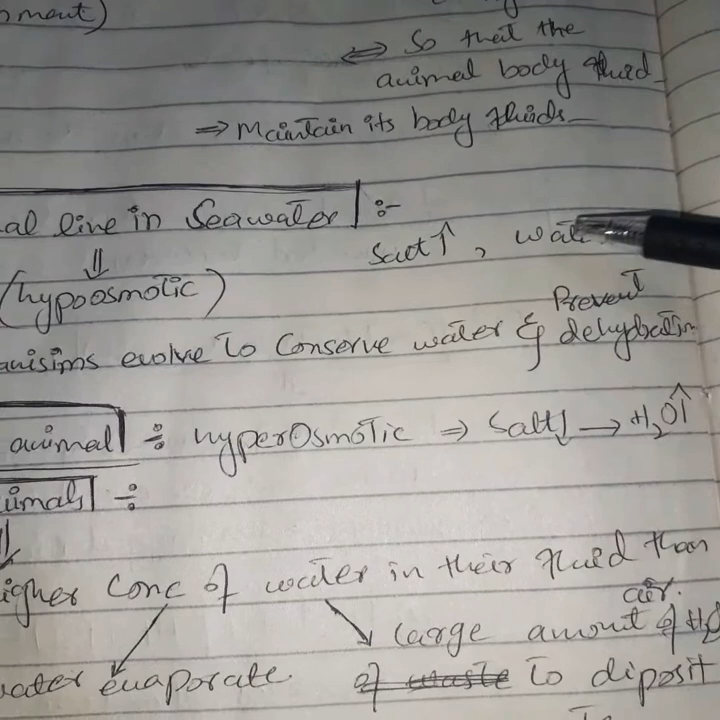 nment)
⇔ So that the
animal body fluid
⇒ Maintain its body fluids
al live in Seawater :-
Salt↑ , wat
⇓
(hypoosmotic)
Prevent
anisims evolve to Conserve water & dehydration
animal ÷ hyperosmotic ⇒ Salt↓ → H₂O↑
imals ÷
igher Conc of water in their fluid than
air.
large amount of H₂O
water evaporate. of waste to diposit